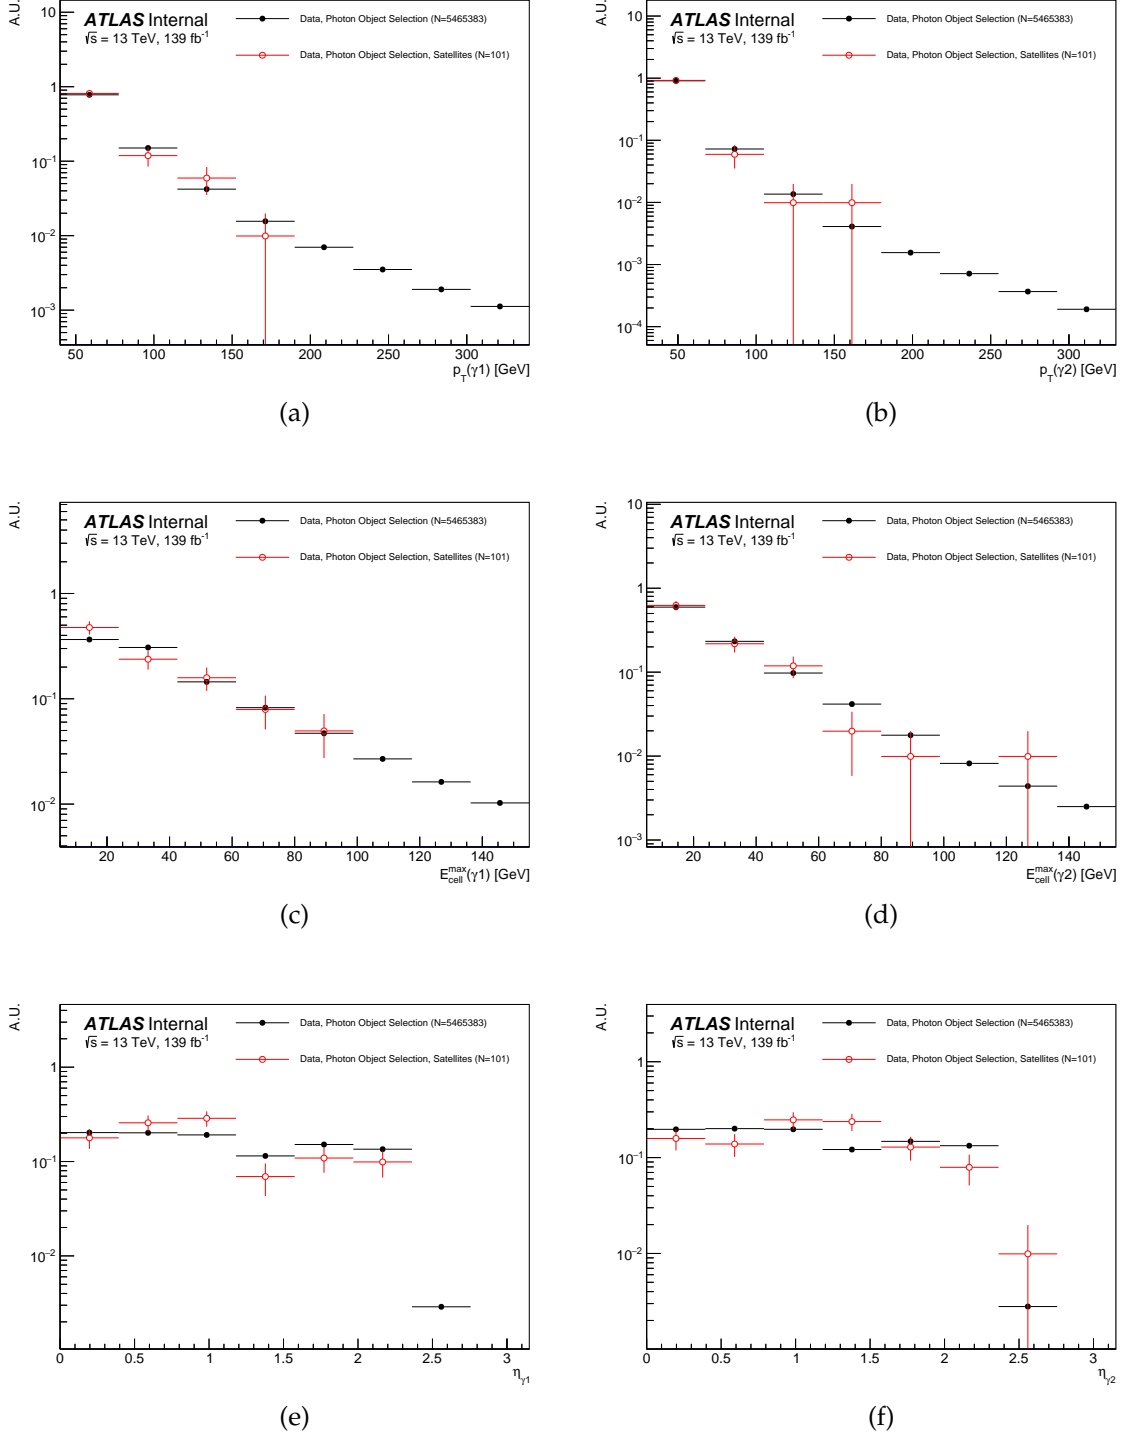 A.U.
10
1
10⁻¹
10⁻²
10⁻³
ATLAS Internal
√s = 13 TeV, 139 fb⁻¹
Data, Photon Object Selection (N=5465383)
Data, Photon Object Selection, Satellites (N=101)
50 100 150 200 250 300
p_T(γ1) [GeV]
(a)
A.U.
10
1
10⁻¹
10⁻²
10⁻³
10⁻⁴
ATLAS Internal
√s = 13 TeV, 139 fb⁻¹
Data, Photon Object Selection (N=5465383)
Data, Photon Object Selection, Satellites (N=101)
50 100 150 200 250 300
p_T(γ2) [GeV]
(b)
A.U.
1
10⁻¹
10⁻²
ATLAS Internal
√s = 13 TeV, 139 fb⁻¹
Data, Photon Object Selection (N=5465383)
Data, Photon Object Selection, Satellites (N=101)
20 40 60 80 100 120 140
E_cell^max(γ1) [GeV]
(c)
A.U.
10
1
10⁻¹
10⁻²
10⁻³
ATLAS Internal
√s = 13 TeV, 139 fb⁻¹
Data, Photon Object Selection (N=5465383)
Data, Photon Object Selection, Satellites (N=101)
20 40 60 80 100 120 140
E_cell^max(γ2) [GeV]
(d)
A.U.
1
10⁻¹
10⁻²
ATLAS Internal
√s = 13 TeV, 139 fb⁻¹
Data, Photon Object Selection (N=5465383)
Data, Photon Object Selection, Satellites (N=101)
0 0.5 1 1.5 2 2.5 3
η_γ1
(e)
A.U.
1
10⁻¹
10⁻²
ATLAS Internal
√s = 13 TeV, 139 fb⁻¹
Data, Photon Object Selection (N=5465383)
Data, Photon Object Selection, Satellites (N=101)
0 0.5 1 1.5 2 2.5 3
η_γ2
(f)